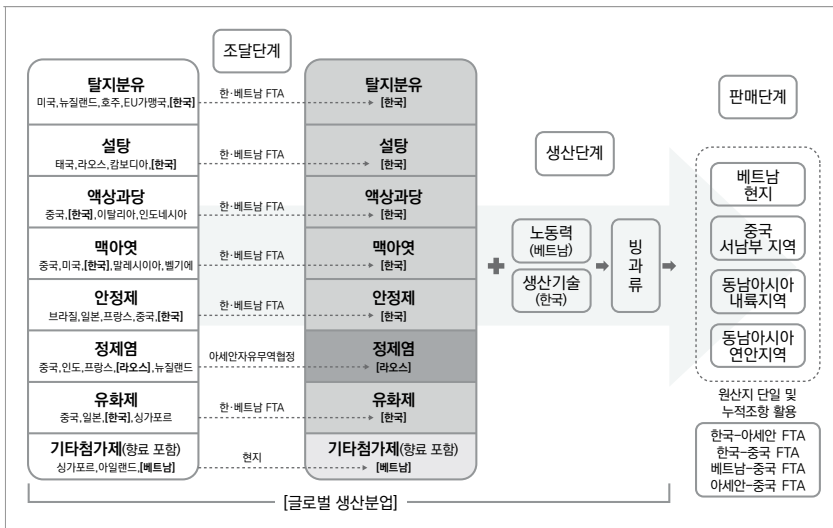 조달단계
탈지분유
미국,뉴질랜드,호주,EU가맹국,[한국]
한·베트남 FTA
탈지분유
[한국]
설탕
태국,라오스,캄보디아,[한국]
한·베트남 FTA
설탕
[한국]
액상과당
중국,[한국],이탈리아,인도네시아
한·베트남 FTA
액상과당
[한국]
맥아엿
중국,미국,[한국],말레이시아,벨기에
한·베트남 FTA
맥아엿
[한국]
안정제
브라질,일본,프랑스,중국,[한국]
한·베트남 FTA
안정제
[한국]
정제염
중국,인도,프랑스,[라오스],뉴질랜드
아세안자유무역협정
정제염
[라오스]
유화제
중국,일본,[한국],싱가포르
한·베트남 FTA
유화제
[한국]
기타첨가제(향료 포함)
싱가포르,아일랜드,[베트남]
현지
기타첨가제(향료 포함)
[베트남]
생산단계
노동력
(베트남)
생산기술
(한국)
빙
과
류
판매단계
베트남
현지
중국
서남부 지역
동남아시아
내륙지역
동남아시아
연안지역
원산지 단일 및
누적조항 활용
한국–아세안 FTA
한국–중국 FTA
베트남–중국 FTA
아세안–중국 FTA
[글로벌 생산분업]